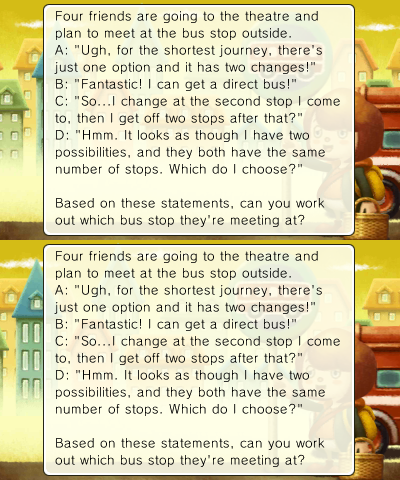 Four friends are going to the theatre and
plan to meet at the bus stop outside.
A: "Ugh, for the shortest journey, there's
just one option and it has two changes!"
B: "Fantastic! I can get a direct bus!"
C: "So...I change at the second stop I come
to, then I get off two stops after that?"
D: "Hmm. It looks as though I have two
possibilities, and they both have the same
number of stops. Which do I choose?"
Based on these statements, can you work
out which bus stop they're meeting at?
Four friends are going to the theatre and
plan to meet at the bus stop outside.
A: "Ugh, for the shortest journey, there's
just one option and it has two changes!"
B: "Fantastic! I can get a direct bus!"
C: "So...I change at the second stop I come
to, then I get off two stops after that?"
D: "Hmm. It looks as though I have two
possibilities, and they both have the same
number of stops. Which do I choose?"
Based on these statements, can you work
out which bus stop they're meeting at?